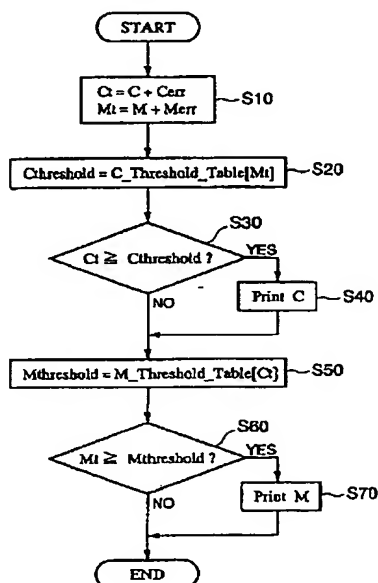 START
Ct = C + Cerr
Mt = M + Merr
S10
Cthreshold = C_Threshold_Table[Mt]
S20
S30
Ct ≧ Cthreshold ?
YES
NO
Print C
S40
Mthreshold = M_Threshold_Table[Ct]
S50
S60
Mt ≧ Mthreshold ?
YES
NO
Print M
S70
END